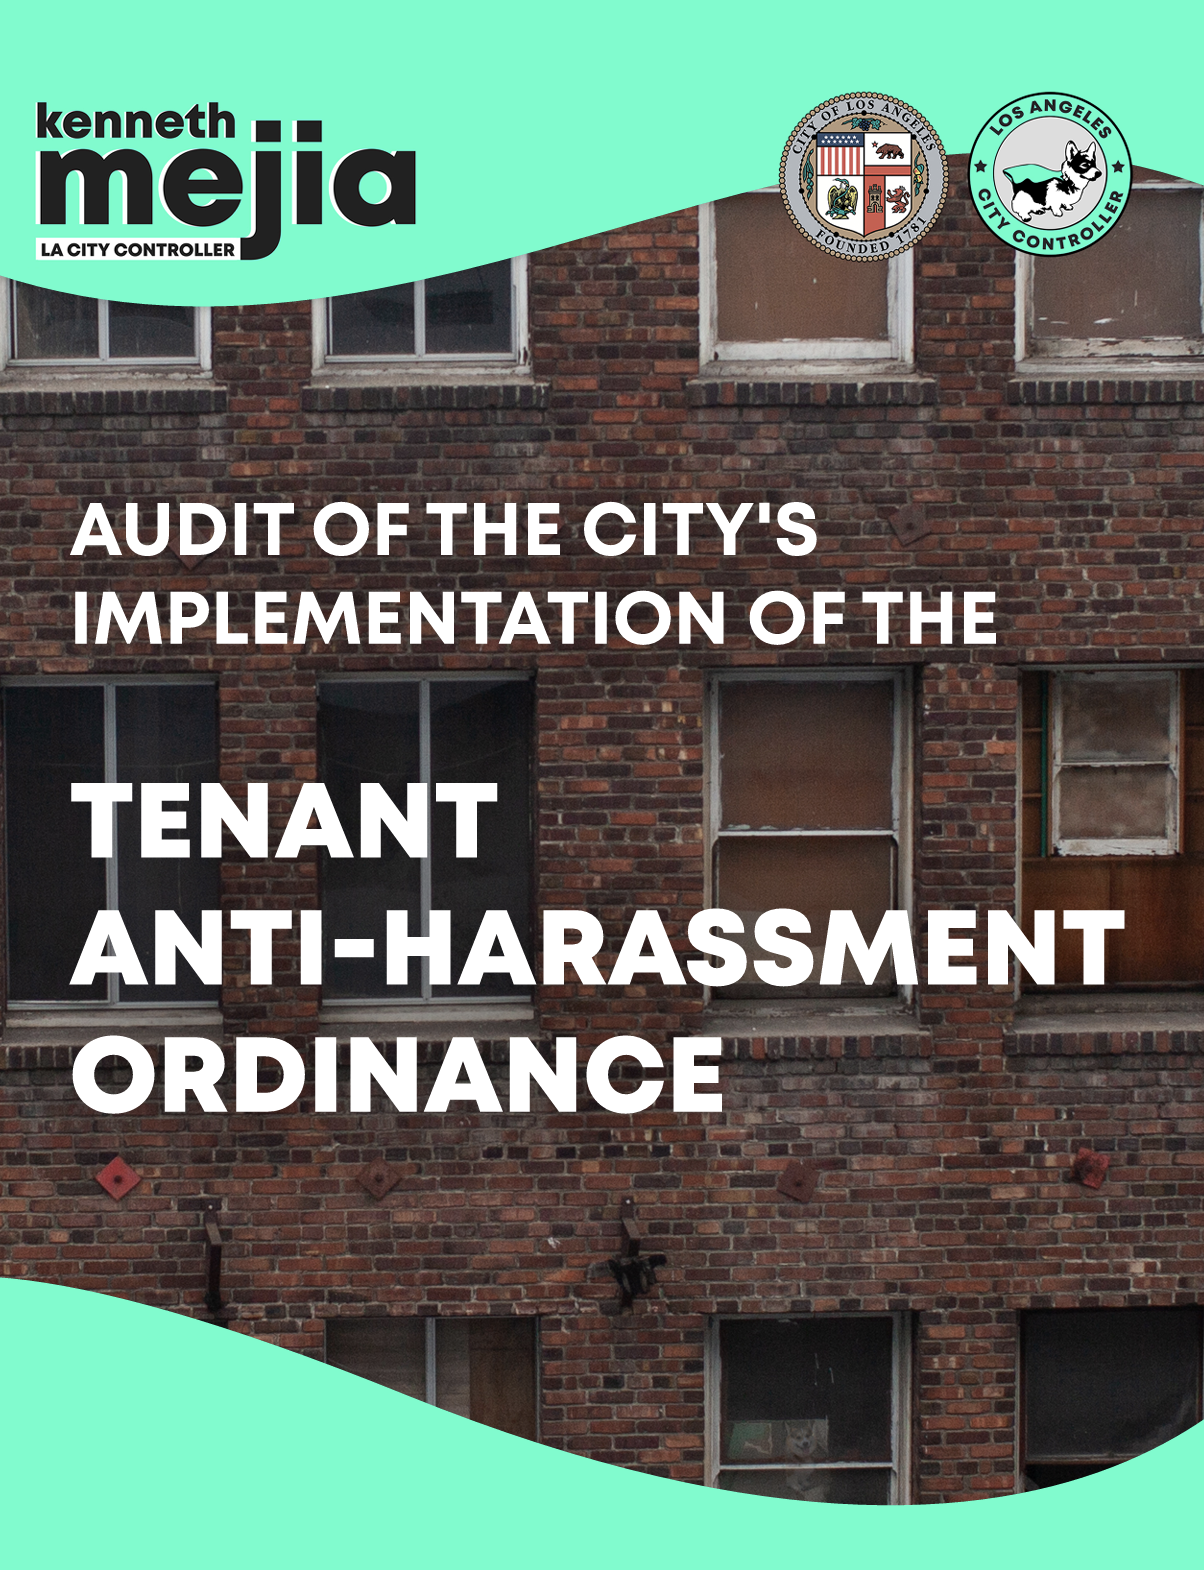 kenneth
mejia
LA CITY CONTROLLER
CITY OF LOS ANGELES
FOUNDED 1781
LOS ANGELES
CITY CONTROLLER
AUDIT OF THE CITY'S
IMPLEMENTATION OF THE
TENANT
ANTI-HARASSMENT
ORDINANCE